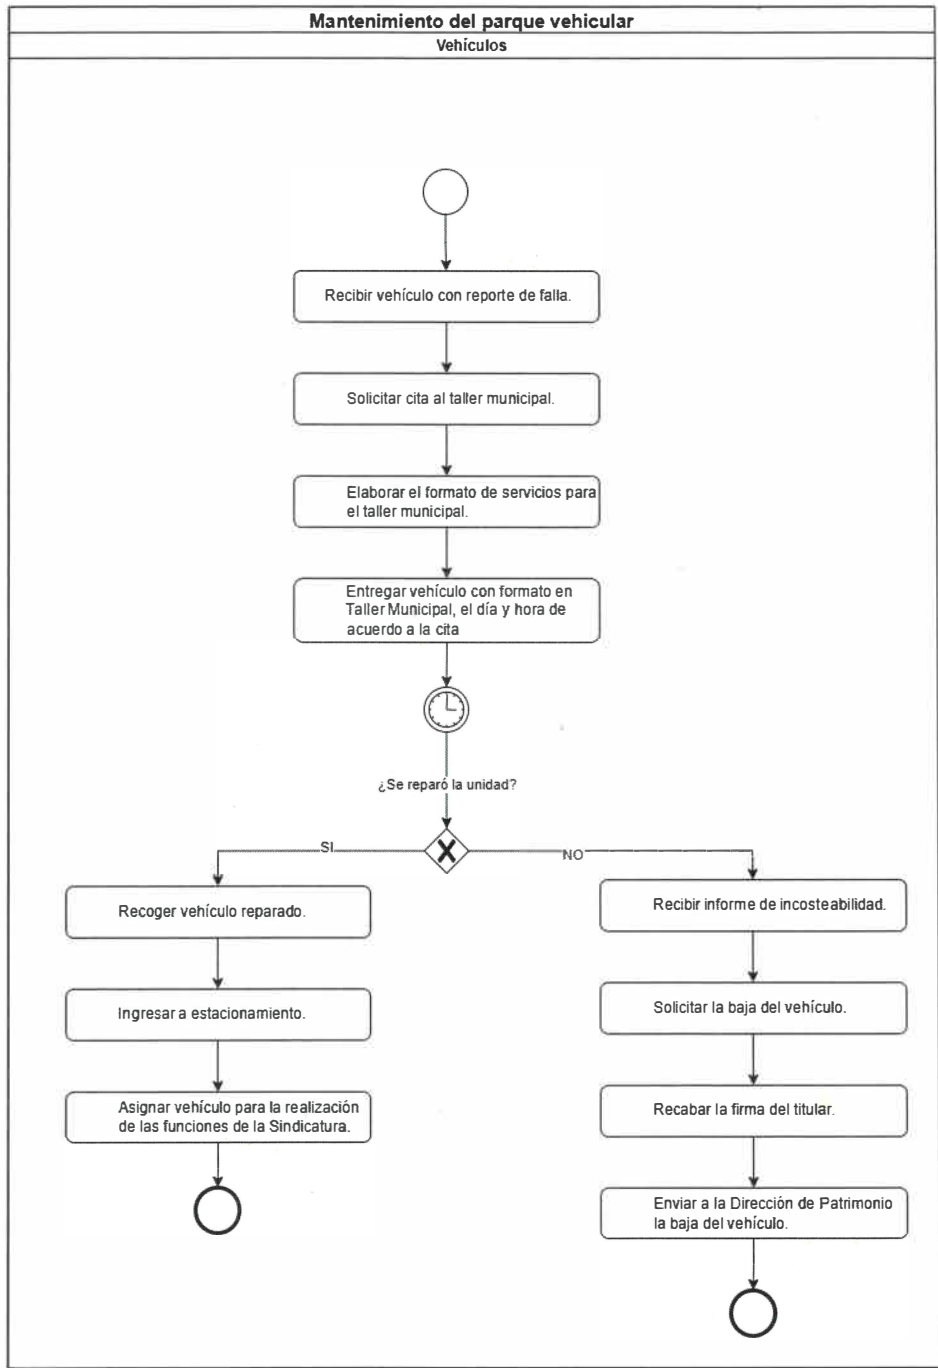 Mantenimiento del parque vehicular
Vehículos
Recibir vehículo con reporte de falla.
Solicitar cita al taller municipal.
Elaborar el formato de servicios para
el taller municipal.
Entregar vehículo con formato en
Taller Municipal, el día y hora de
acuerdo a la cita
¿Se reparó la unidad?
SI
NO
Recoger vehículo reparado.
Ingresar a estacionamiento.
Asignar vehículo para la realización
de las funciones de la Sindicatura.
Recibir informe de incosteabilidad.
Solicitar la baja del vehículo.
Recabar la firma del titular.
Enviar a la Dirección de Patrimonio
la baja del vehículo.